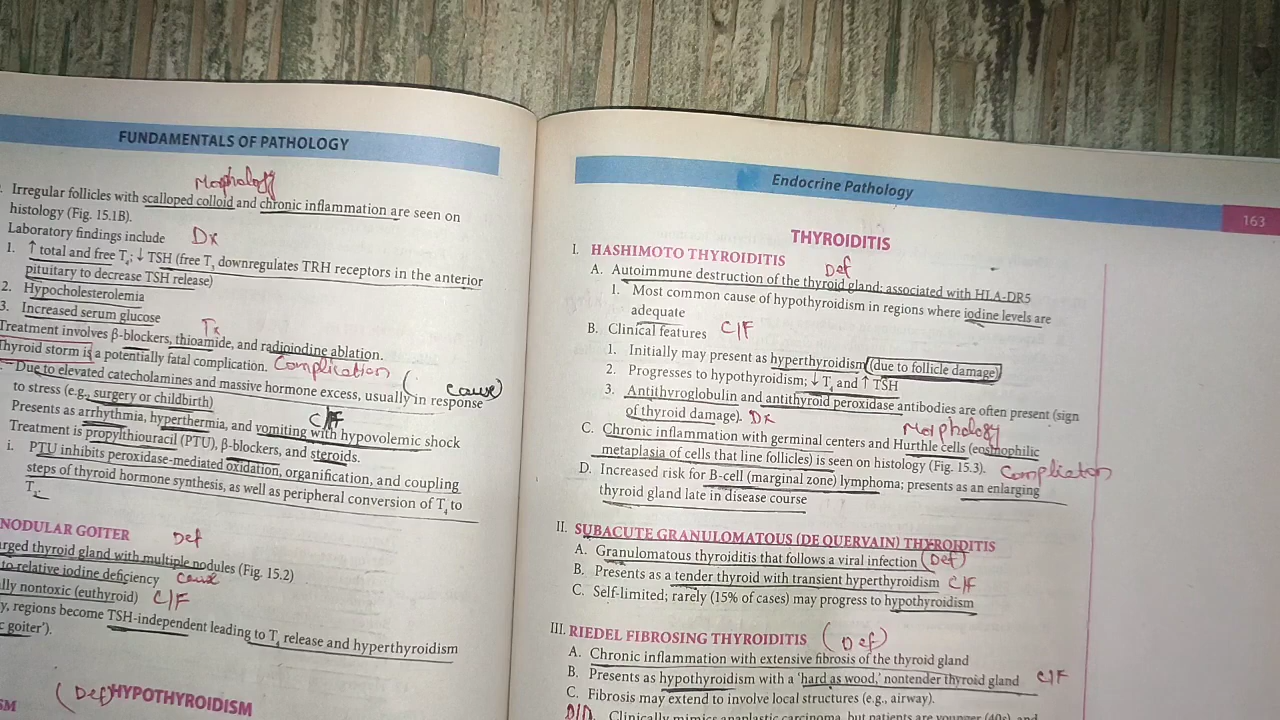 FUNDAMENTALS OF PATHOLOGY
Morphology
Irregular follicles with scalloped colloid and chronic inflammation are seen on
histology (Fig. 15.1B).
Laboratory findings include Dx
1. ↑ total and free T4; ↓ TSH (free T3 downregulates TRH receptors in the anterior
pituitary to decrease TSH release)
2. Hypocholesterolemia
3. Increased serum glucose
Tx
Treatment involves β-blockers, thioamide, and radioiodine ablation.
Thyroid storm is a potentially fatal complication. Complication
Due to elevated catecholamines and massive hormone excess, usually in response (cause)
to stress (e.g., surgery or childbirth)
C/F
Presents as arrhythmia, hyperthermia, and vomiting with hypovolemic shock
Treatment is propylthiouracil (PTU), β-blockers, and steroids.
i. PTU inhibits peroxidase-mediated oxidation, organification, and coupling
steps of thyroid hormone synthesis, as well as peripheral conversion of T4 to
T3.
NODULAR GOITER Def
arged thyroid gland with multiple nodules (Fig. 15.2)
to relative iodine deficiency cause
lly nontoxic (euthyroid) C/F
y, regions become TSH-independent leading to T4 release and hyperthyroidism
c goiter').
(Def) HYPOTHYROIDISM
SM
Endocrine Pathology
163
THYROIDITIS
I. HASHIMOTO THYROIDITIS
Def
A. Autoimmune destruction of the thyroid gland; associated with HLA-DR5
1. Most common cause of hypothyroidism in regions where iodine levels are
adequate
B. Clinical features C/F
1. Initially may present as hyperthyroidism (due to follicle damage)
2. Progresses to hypothyroidism; ↓ T4 and ↑ TSH
3. Antithyroglobulin and antithyroid peroxidase antibodies are often present (sign
of thyroid damage). Dx
Morphology
C. Chronic inflammation with germinal centers and Hurthle cells (eosinophilic
metaplasia of cells that line follicles) is seen on histology (Fig. 15.3). Complication
D. Increased risk for B-cell (marginal zone) lymphoma; presents as an enlarging
thyroid gland late in disease course
II. SUBACUTE GRANULOMATOUS (DE QUERVAIN) THYROIDITIS
A. Granulomatous thyroiditis that follows a viral infection (Def)
B. Presents as a tender thyroid with transient hyperthyroidism C/F
C. Self-limited; rarely (15% of cases) may progress to hypothyroidism
III. RIEDEL FIBROSING THYROIDITIS (Def)
A. Chronic inflammation with extensive fibrosis of the thyroid gland
B. Presents as hypothyroidism with a 'hard as wood,' nontender thyroid gland C/F
C. Fibrosis may extend to involve local structures (e.g., airway).
D/D. Clinically mimics anaplastic carcinoma, but patients are younger (40s), and